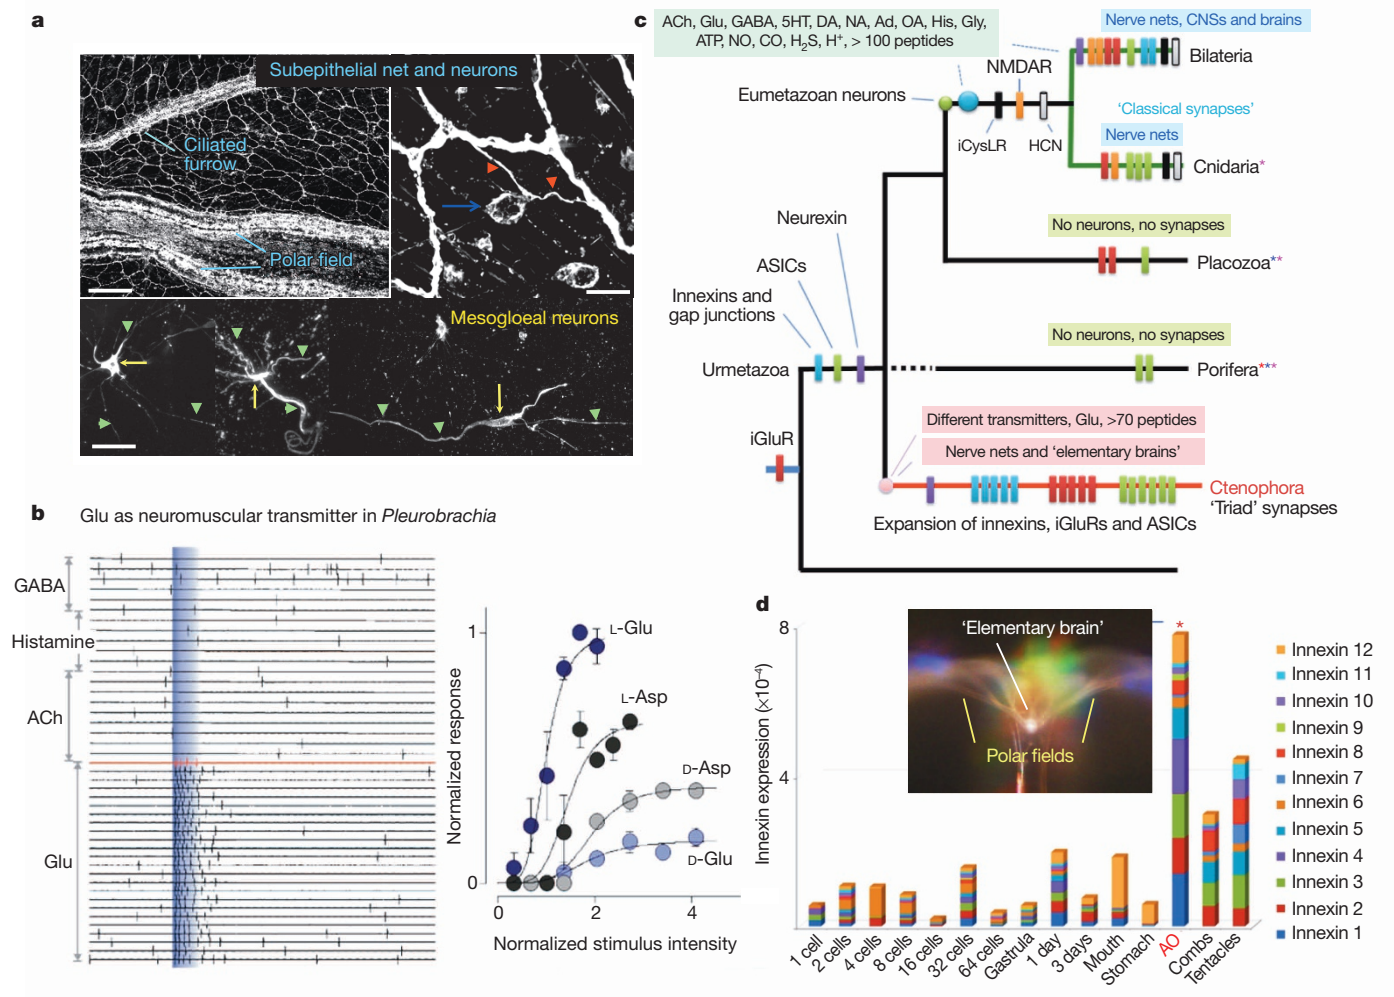 a
Subepithelial net and neurons
Ciliated
furrow
Polar field
Mesogloeal neurons
b
Glu as neuromuscular transmitter in Pleurobrachia
GABA
Histamine
ACh
Glu
Normalized response
1
0
L-Glu
L-Asp
D-Asp
D-Glu
0
2
4
Normalized stimulus intensity
c
ACh, Glu, GABA, 5HT, DA, NA, Ad, OA, His, Gly,
ATP, NO, CO, H₂S, H⁺, > 100 peptides
Nerve nets, CNSs and brains
Bilateria
NMDAR
Eumetazoan neurons
iCysLR
HCN
‘Classical synapses’
Nerve nets
Cnidaria*
Neurexin
ASICs
Innexins and
gap junctions
No neurons, no synapses
Placozoa**
No neurons, no synapses
Urmetazoa
Porifera***
iGluR
Different transmitters, Glu, >70 peptides
Nerve nets and ‘elementary brains’
Ctenophora
‘Triad’ synapses
Expansion of innexins, iGluRs and ASICs
d
Innexin expression (×10⁻⁴)
8
4
0
‘Elementary brain’
Polar fields
*
1 cell
2 cells
4 cells
8 cells
16 cells
32 cells
64 cells
Gastrula
1 day
3 days
Mouth
Stomach
AO
Combs
Tentacles
Innexin 12
Innexin 11
Innexin 10
Innexin 9
Innexin 8
Innexin 7
Innexin 6
Innexin 5
Innexin 4
Innexin 3
Innexin 2
Innexin 1